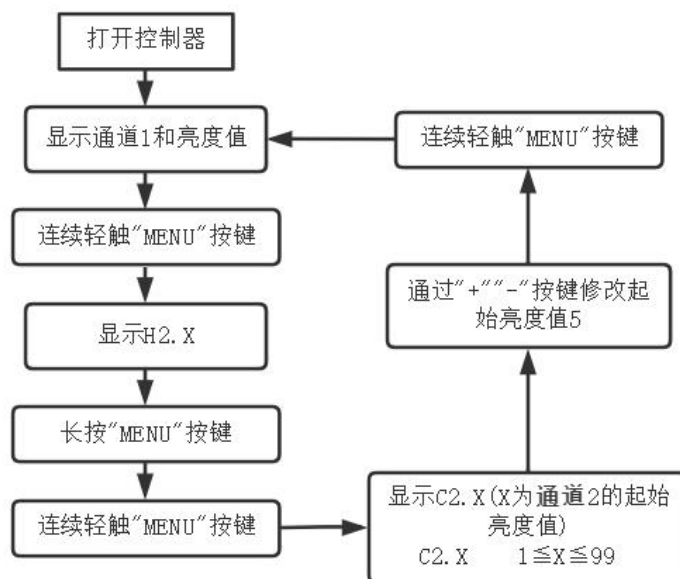 打开控制器
显示通道1和亮度值
连续轻触"MENU"按键
显示H2.X
长按"MENU"按键
连续轻触"MENU"按键
显示C2.X(X为通道2的起始
亮度值)
C2.X 1≦X≦99
通过"+""-"按键修改起
始亮度值5
连续轻触"MENU"按键